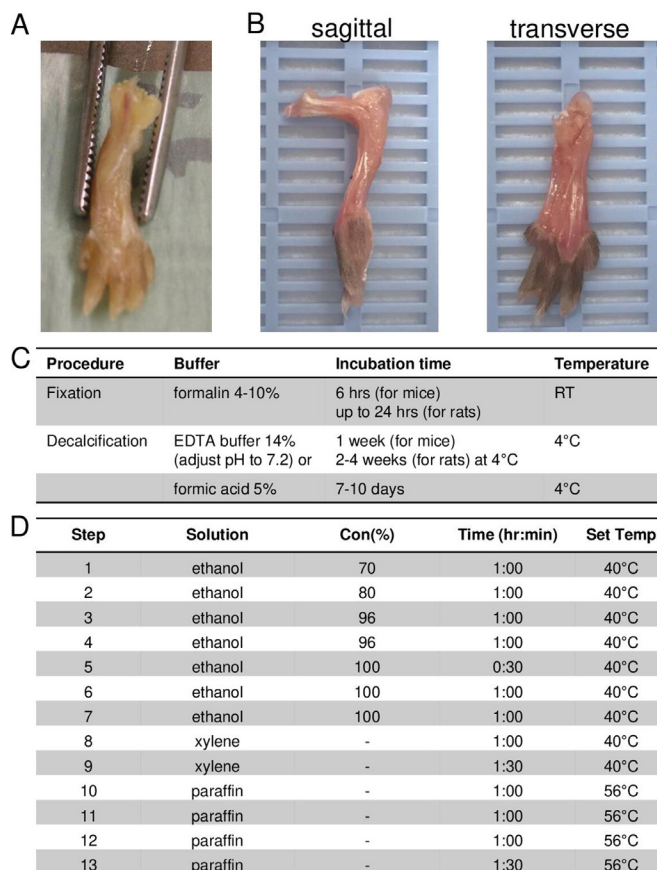 A
B
sagittal
transverse
C
Procedure Buffer Incubation time Temperature
Fixation formalin 4-10% 6 hrs (for mice) RT
up to 24 hrs (for rats)
Decalcification EDTA buffer 14% 1 week (for mice) 4°C
(adjust pH to 7.2) or 2-4 weeks (for rats) at 4°C
formic acid 5% 7-10 days 4°C
D
Step Solution Con(%) Time (hr:min) Set Temp
1 ethanol 70 1:00 40°C
2 ethanol 80 1:00 40°C
3 ethanol 96 1:00 40°C
4 ethanol 96 1:00 40°C
5 ethanol 100 0:30 40°C
6 ethanol 100 1:00 40°C
7 ethanol 100 1:00 40°C
8 xylene - 1:00 40°C
9 xylene - 1:30 40°C
10 paraffin - 1:00 56°C
11 paraffin - 1:00 56°C
12 paraffin - 1:00 56°C
13 paraffin - 1:30 56°C